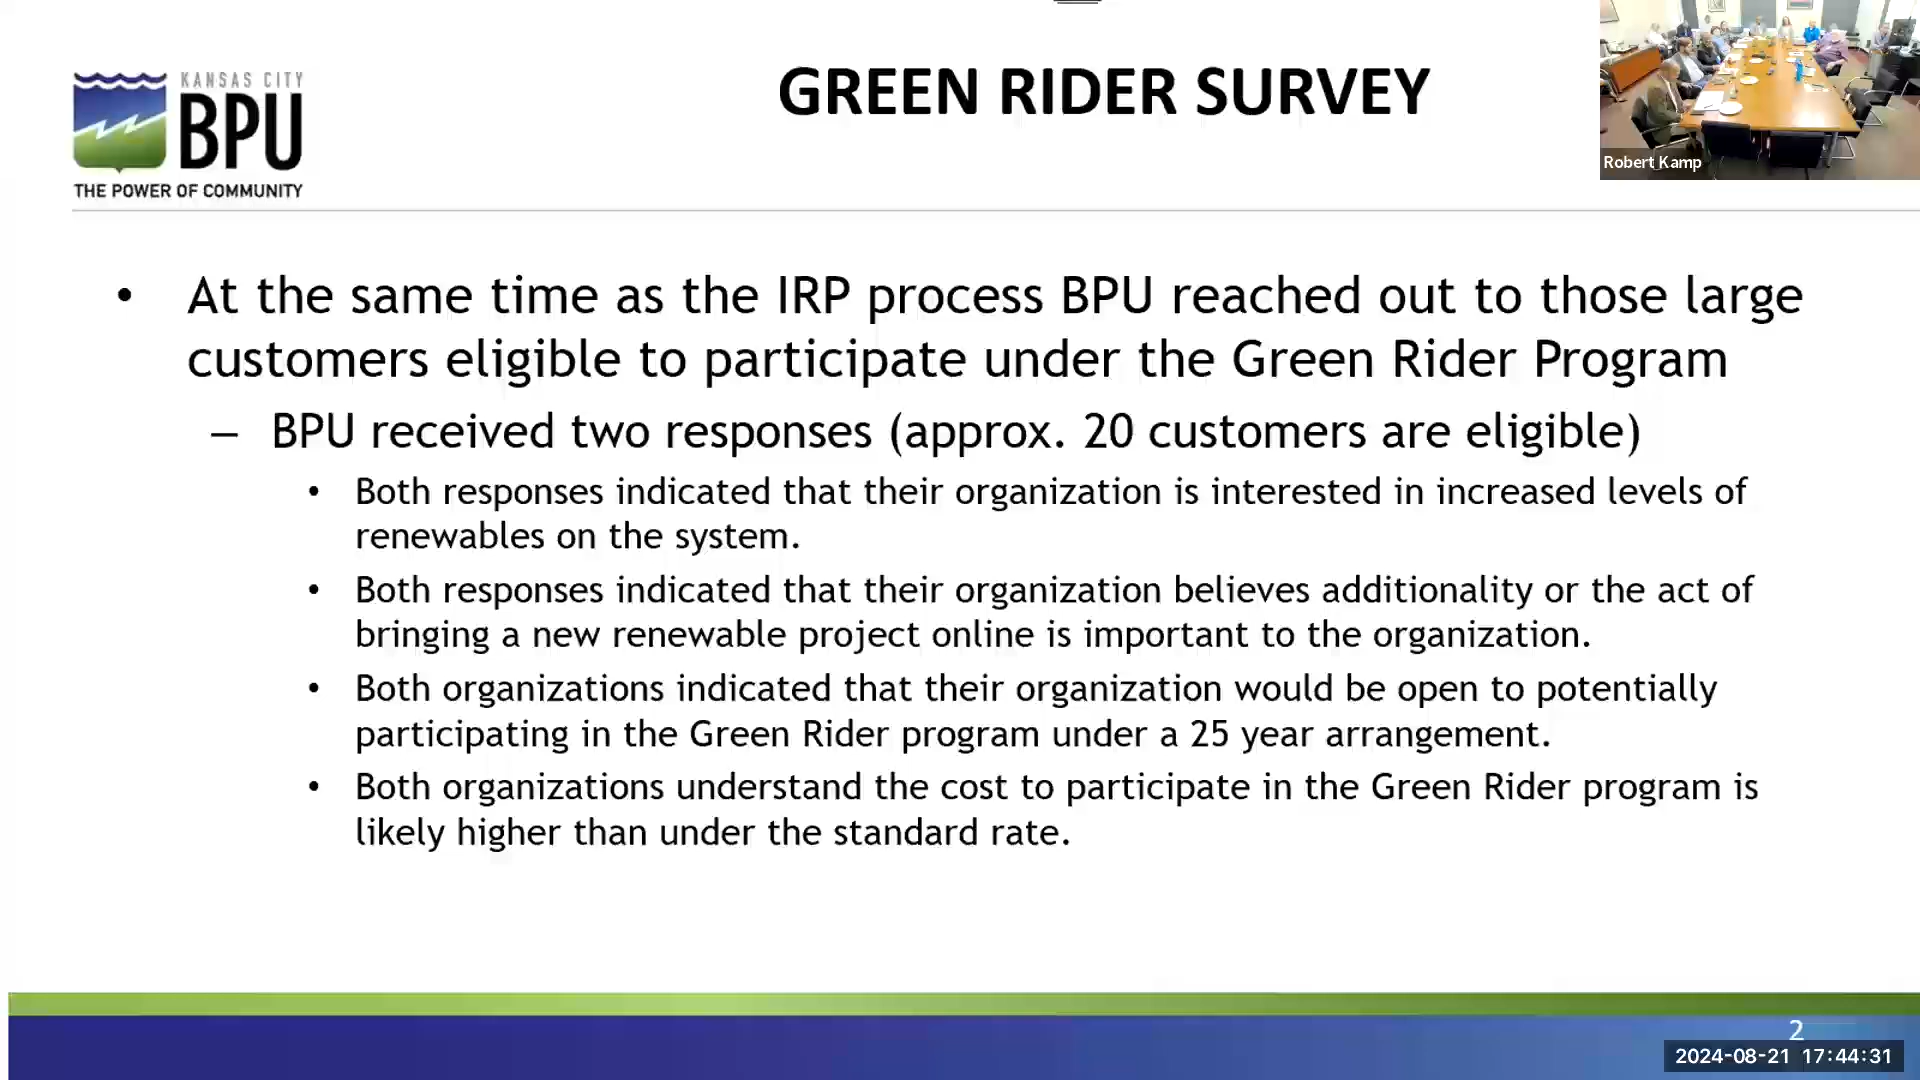 KANSAS CITY
BPU
THE POWER OF COMMUNITY
GREEN RIDER SURVEY
Robert Kamp
• At the same time as the IRP process BPU reached out to those large
customers eligible to participate under the Green Rider Program
– BPU received two responses (approx. 20 customers are eligible)
• Both responses indicated that their organization is interested in increased levels of
renewables on the system.
• Both responses indicated that their organization believes additionality or the act of
bringing a new renewable project online is important to the organization.
• Both organizations indicated that their organization would be open to potentially
participating in the Green Rider program under a 25 year arrangement.
• Both organizations understand the cost to participate in the Green Rider program is
likely higher than under the standard rate.
2
2024-08-21 17:44:31